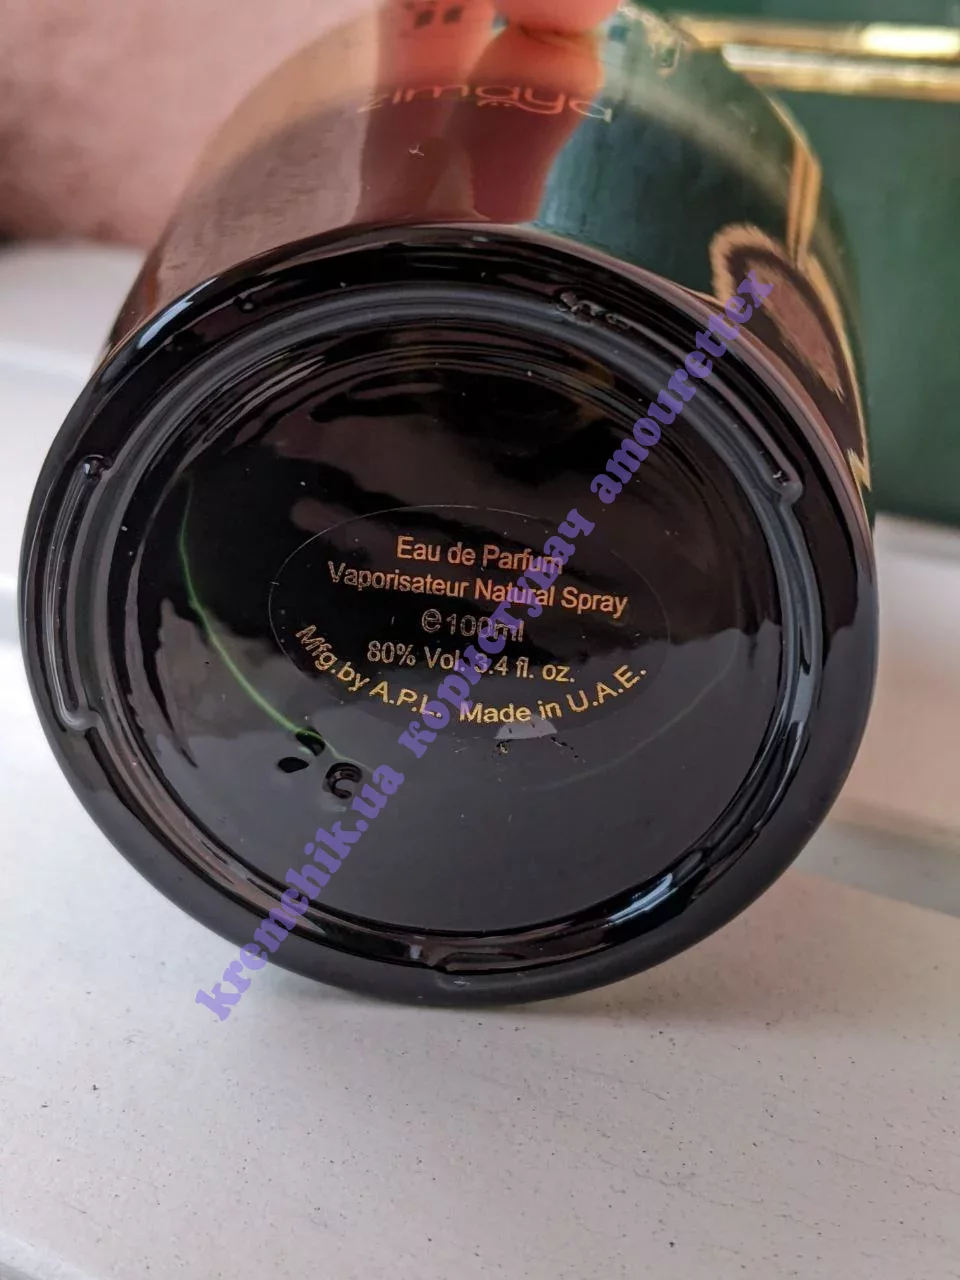 zimaya
Eau de Parfum
Vaporisateur Natural Spray
℮100ml
80% Vol. 3.4 fl. oz.
Mfg.by A.P.L. Made in U.A.E.
kremchik.ua користувач amourettex